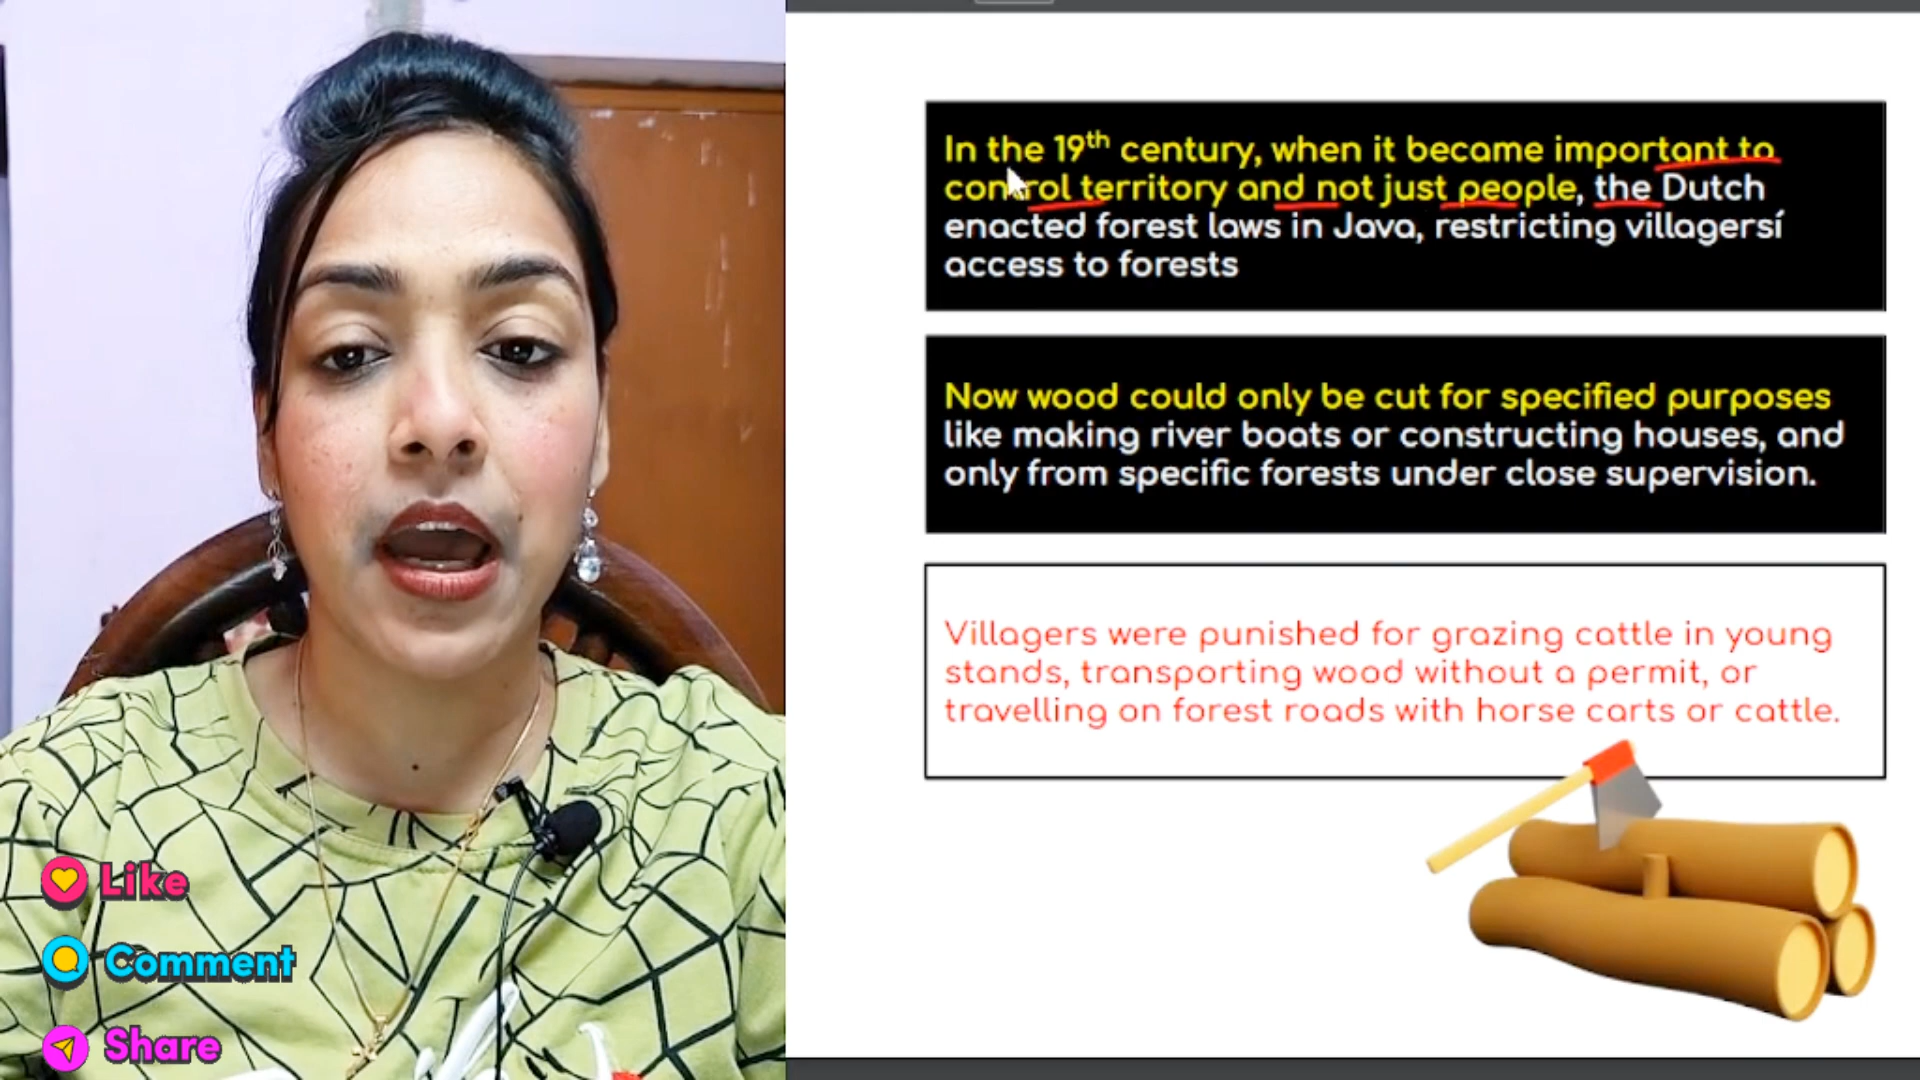 In the 19th century, when it became important to
control territory and not just people, the Dutch
enacted forest laws in Java, restricting villagersí
access to forests
Now wood could only be cut for specified purposes
like making river boats or constructing houses, and
only from specific forests under close supervision.
Villagers were punished for grazing cattle in young
stands, transporting wood without a permit, or
travelling on forest roads with horse carts or cattle.
Like
Comment
Share